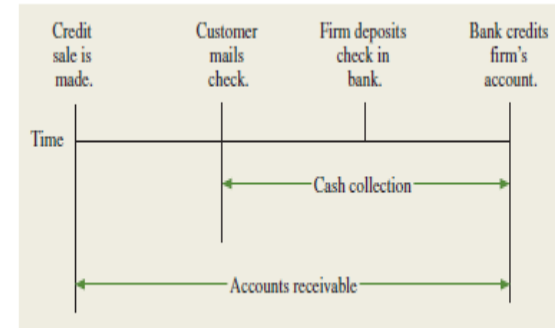 Credit
sale is
made.
Customer
mails
check.
Firm deposits
check in
bank.
Bank credits
firm's
account.
Time
Cash collection
Accounts receivable